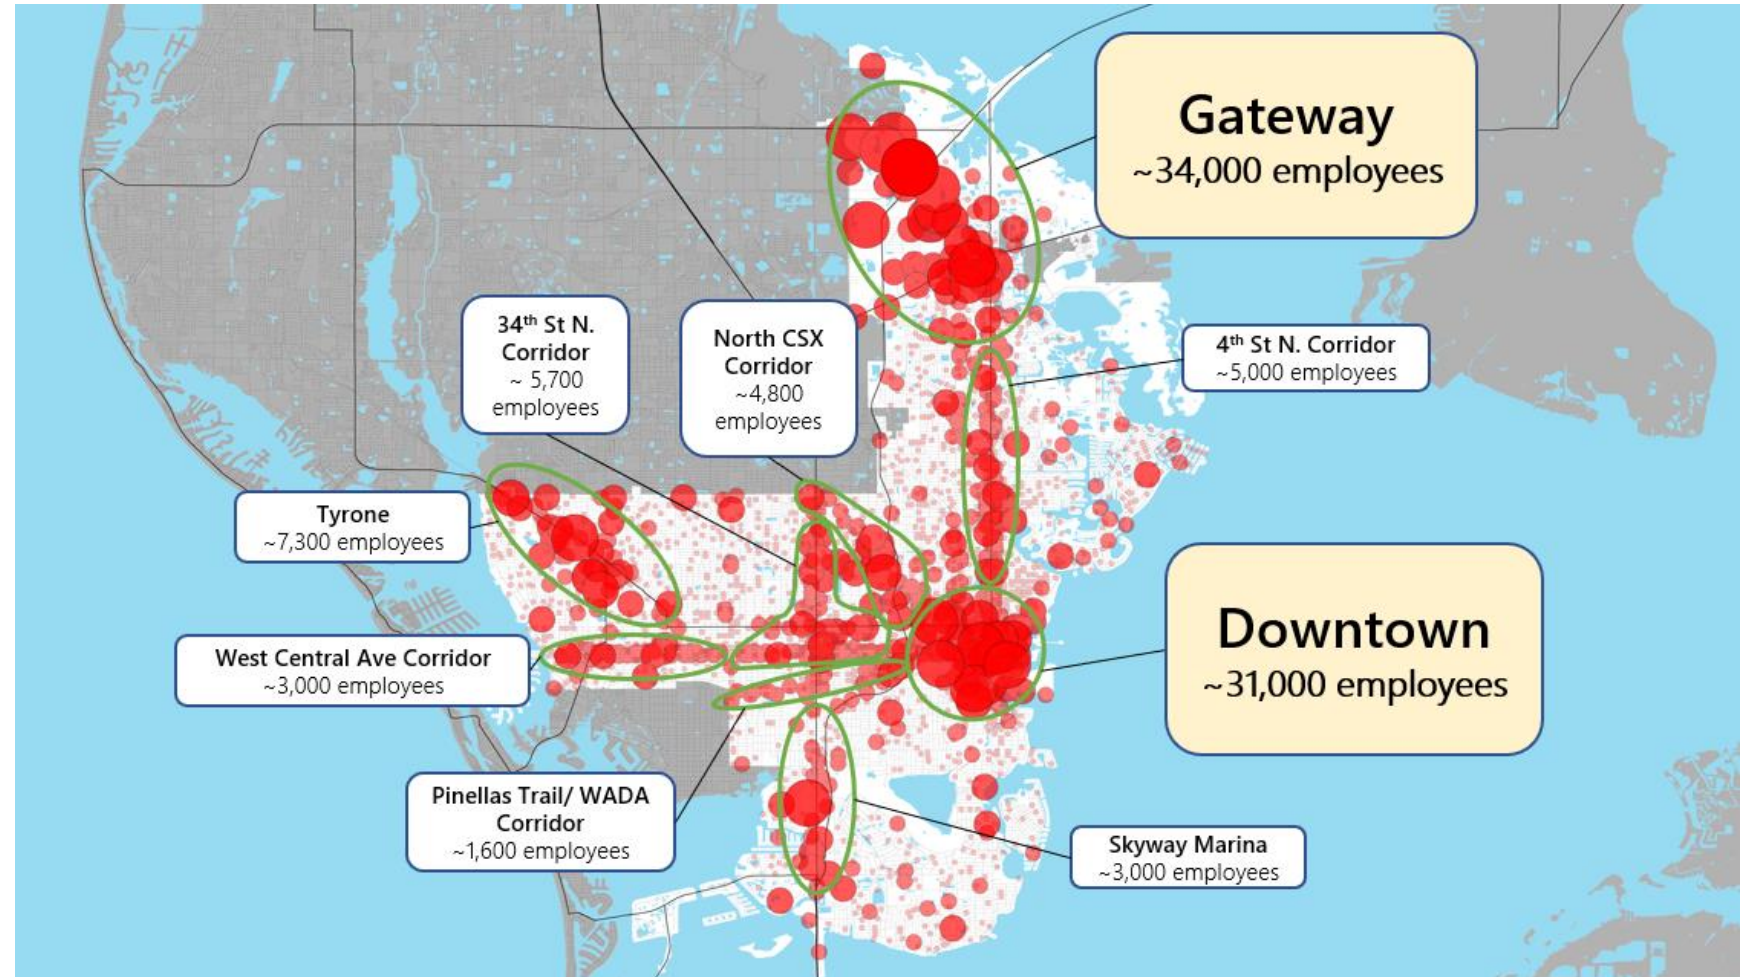 Gateway
~34,000 employees
34th St N.
Corridor
~ 5,700
employees
North CSX
Corridor
~4,800
employees
4th St N. Corridor
~5,000 employees
Tyrone
~7,300 employees
Downtown
~31,000 employees
West Central Ave Corridor
~3,000 employees
Pinellas Trail/ WADA
Corridor
~1,600 employees
Skyway Marina
~3,000 employees